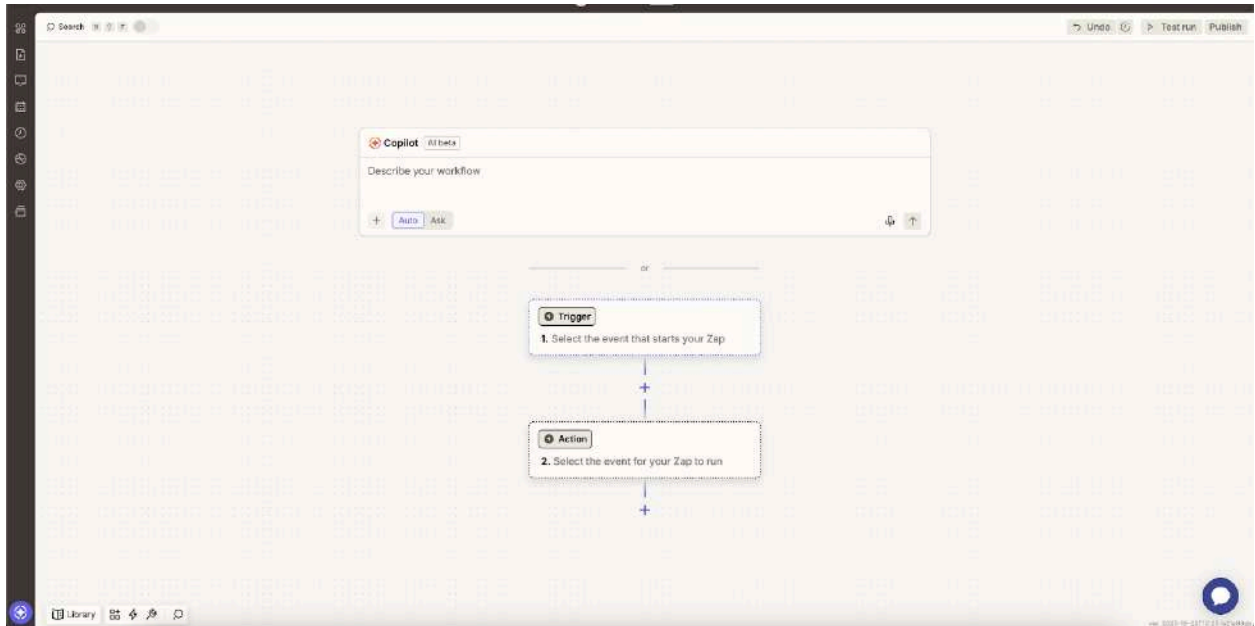 Search
Undo
Test run
Publish
Copilot AI beta
Describe your workflow
Auto Ask
or
Trigger
1. Select the event that starts your Zap
Action
2. Select the event for your Zap to run
Library